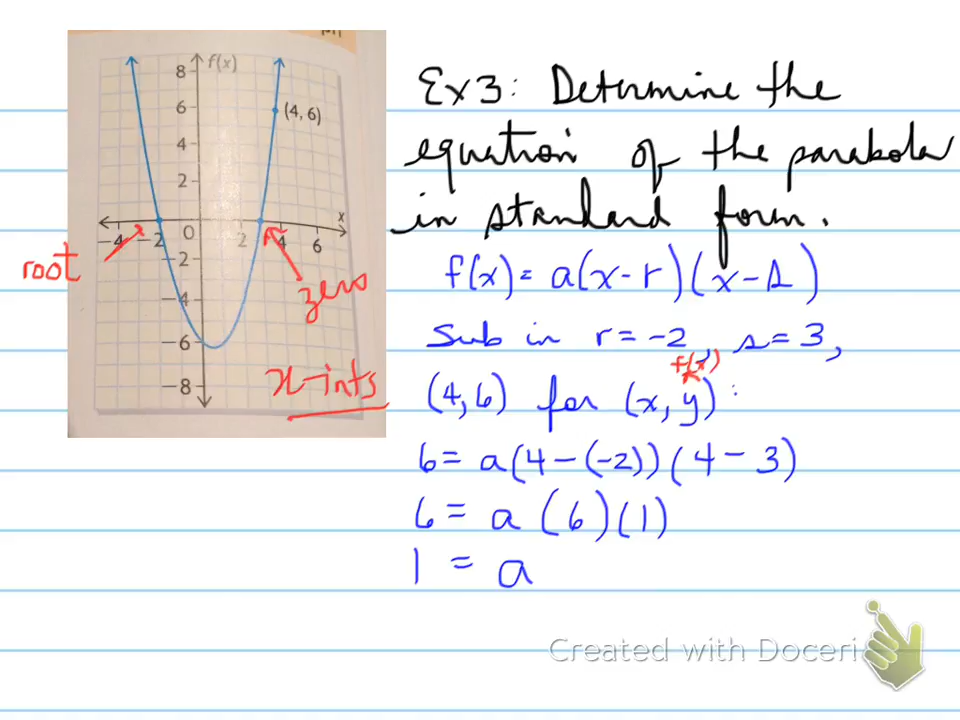 f(x)
8
6
(4, 6)
4
2
x
-4 -2 0 2 4 6
-2
-4
-6
-8
root
zero
x-ints
Ex3: Determine the
equation of the parabola
in standard form.
f(x) = a(x-r)(x-s)
Sub in r = -2, s = 3,
f(x)
(4,6) for (x, y):
6 = a(4-(-2))(4-3)
6 = a(6)(1)
1 = a
Created with Doceri